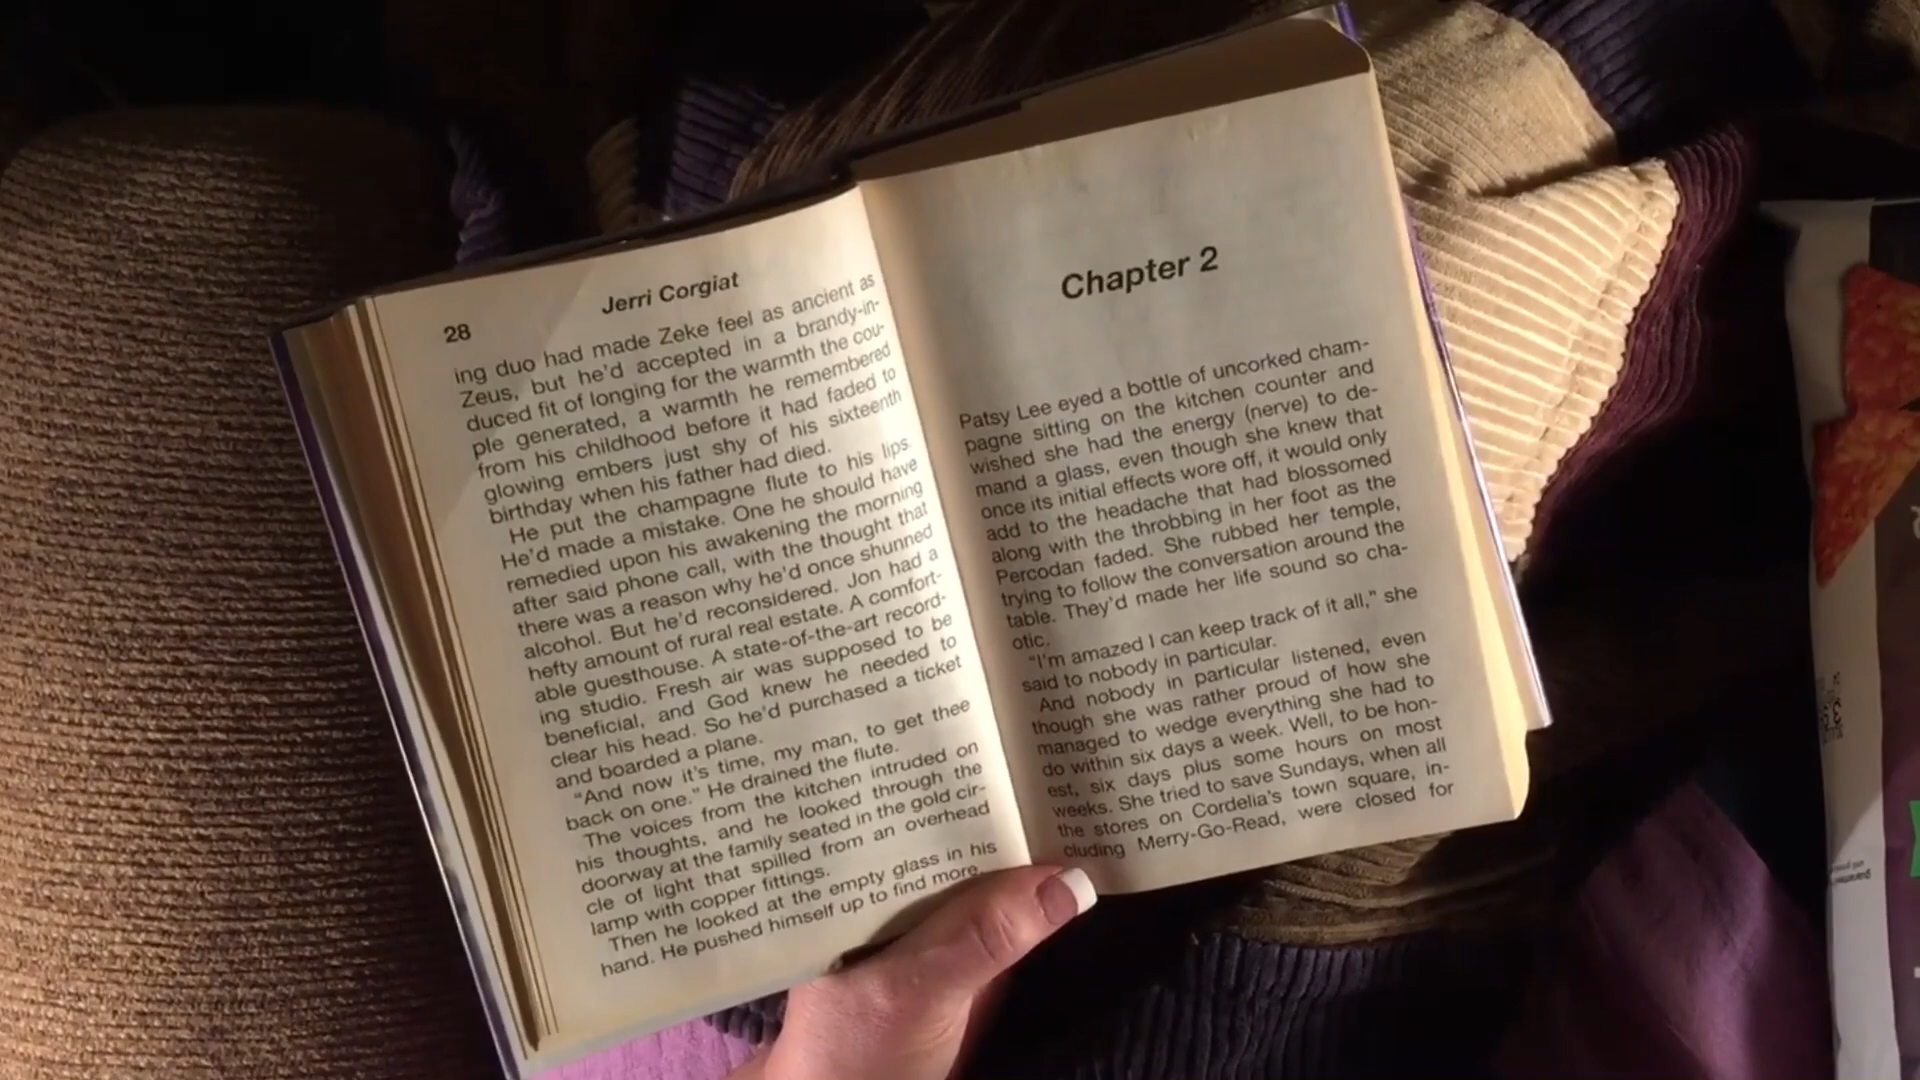 28
Jerri Corgiat
ing duo had made Zeke feel as ancient as
Zeus, but he'd accepted in a brandy-in-
duced fit of longing for the warmth the cou-
ple generated, a warmth he remembered
from his childhood before it had faded to
glowing embers just shy of his sixteenth
birthday when his father had died.
He put the champagne flute to his lips.
He'd made a mistake. One he should have
remedied upon his awakening the morning
after said phone call, with the thought that
there was a reason why he'd once shunned
alcohol. But he'd reconsidered. Jon had a
hefty amount of rural real estate. A comfort-
able guesthouse. A state-of-the-art record-
ing studio. Fresh air was supposed to be
beneficial, and God knew he needed to
clear his head. So he'd purchased a ticket
and boarded a plane.
"And now it's time, my man, to get thee
back on one." He drained the flute.
The voices from the kitchen intruded on
his thoughts, and he looked through the
doorway at the family seated in the gold cir-
cle of light that spilled from an overhead
lamp with copper fittings.
Then he looked at the empty glass in his
hand. He pushed himself up to find more.
Chapter 2
Patsy Lee eyed a bottle of uncorked cham-
pagne sitting on the kitchen counter and
wished she had the energy (nerve) to de-
mand a glass, even though she knew that
once its initial effects wore off, it would only
add to the headache that had blossomed
along with the throbbing in her foot as the
Percodan faded. She rubbed her temple,
trying to follow the conversation around the
table. They'd made her life sound so cha-
otic.
"I'm amazed I can keep track of it all," she
said to nobody in particular.
And nobody in particular listened, even
though she was rather proud of how she
managed to wedge everything she had to
do within six days a week. Well, to be hon-
est, six days plus some hours on most
weeks. She tried to save Sundays, when all
the stores on Cordelia's town square, in-
cluding Merry-Go-Read, were closed for